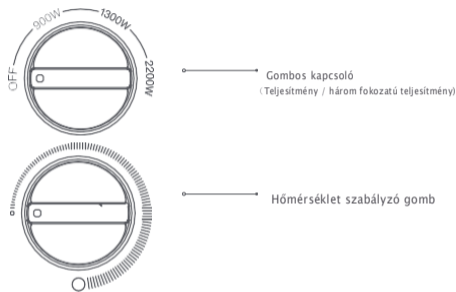 OFF
900W
1300W
2200W
Gombos kapcsoló
(Teljesítmény / három fokozatú teljesítmény)
Hőmérséklet szabályzó gomb